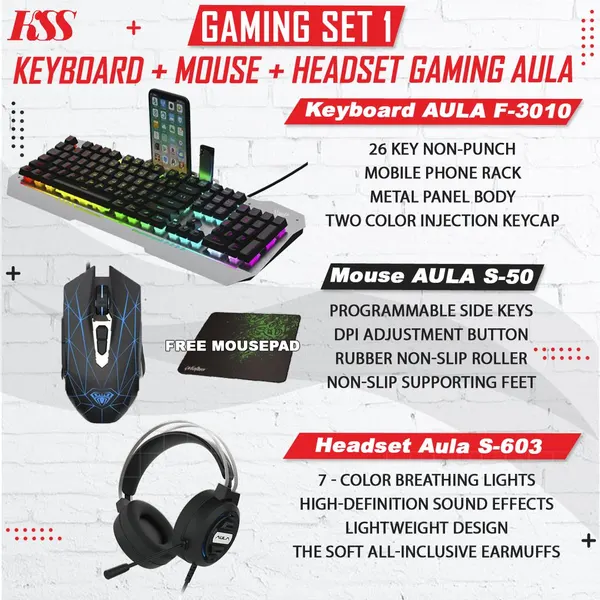 KSS
GAMING SET 1
KEYBOARD + MOUSE + HEADSET GAMING AULA
Keyboard AULA F-3010
26 KEY NON-PUNCH
MOBILE PHONE RACK
METAL PANEL BODY
TWO COLOR INJECTION KEYCAP
Mouse AULA S-50
PROGRAMMABLE SIDE KEYS
DPI ADJUSTMENT BUTTON
RUBBER NON-SLIP ROLLER
NON-SLIP SUPPORTING FEET
FREE MOUSEPAD
Headset Aula S-603
7 - COLOR BREATHING LIGHTS
HIGH-DEFINITION SOUND EFFECTS
LIGHTWEIGHT DESIGN
THE SOFT ALL-INCLUSIVE EARMUFFS
AULA